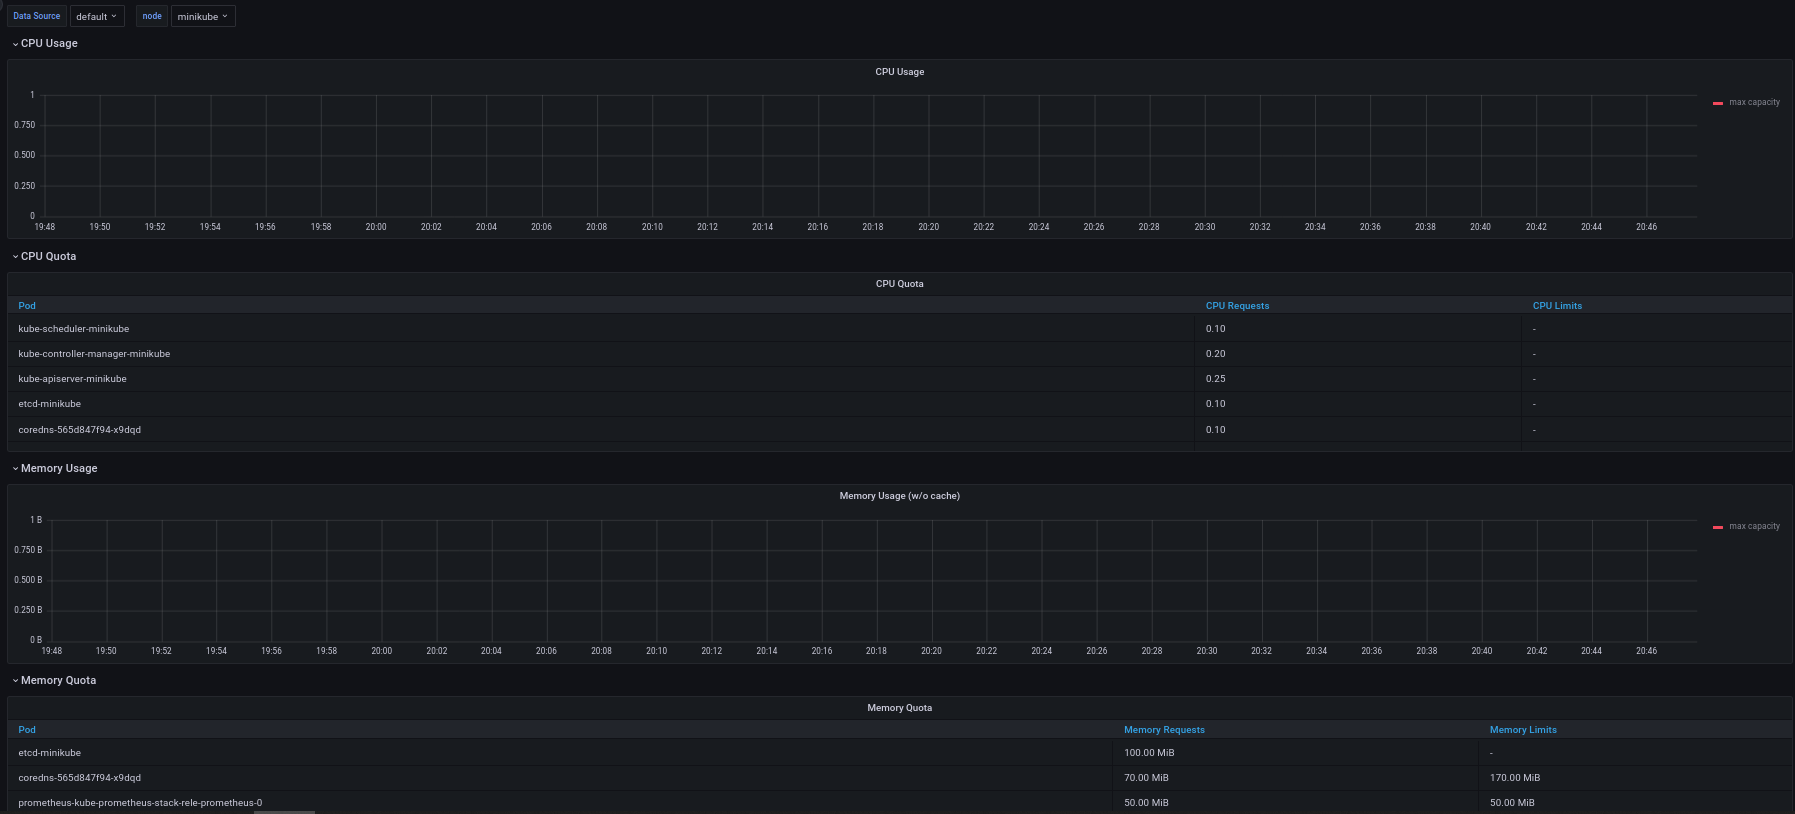 Data Source default node minikube
CPU Usage
CPU Usage
1
max capacity
0.750
0.500
0.250
0
19:48 19:50 19:52 19:54 19:56 19:58 20:00 20:02 20:04 20:06 20:08 20:10 20:12 20:14 20:16 20:18 20:20 20:22 20:24 20:26 20:28 20:30 20:32 20:34 20:36 20:38 20:40 20:42 20:44 20:46
CPU Quota
CPU Quota
Pod CPU Requests CPU Limits
kube-scheduler-minikube 0.10 -
kube-controller-manager-minikube 0.20 -
kube-apiserver-minikube 0.25 -
etcd-minikube 0.10 -
coredns-565d847f94-x9dqd 0.10 -
Memory Usage
Memory Usage (w/o cache)
1 B
max capacity
0.750 B
0.500 B
0.250 B
0 B
19:48 19:50 19:52 19:54 19:56 19:58 20:00 20:02 20:04 20:06 20:08 20:10 20:12 20:14 20:16 20:18 20:20 20:22 20:24 20:26 20:28 20:30 20:32 20:34 20:36 20:38 20:40 20:42 20:44 20:46
Memory Quota
Memory Quota
Pod Memory Requests Memory Limits
etcd-minikube 100.00 MiB -
coredns-565d847f94-x9dqd 70.00 MiB 170.00 MiB
prometheus-kube-prometheus-stack-rele-prometheus-0 50.00 MiB 50.00 MiB